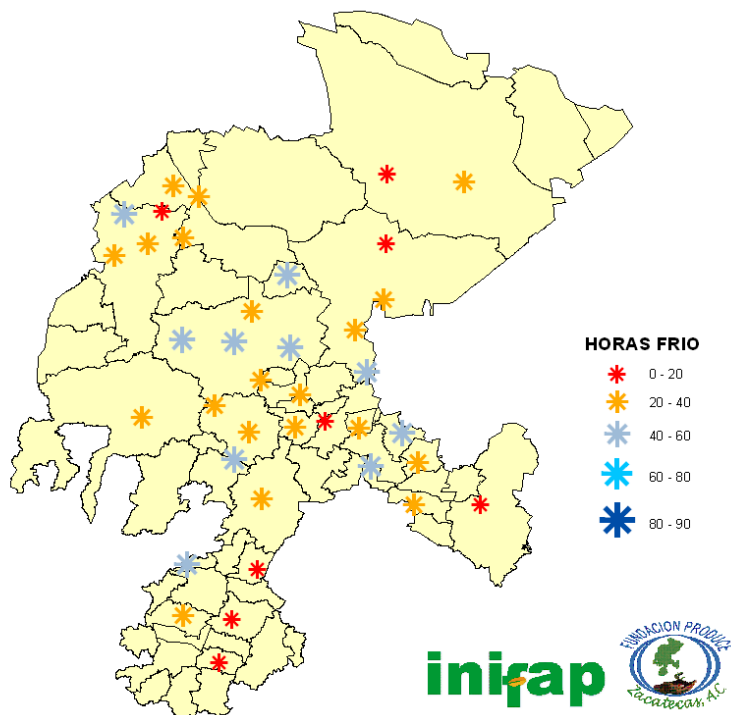 HORAS FRIO
0 - 20
20 - 40
40 - 60
60 - 80
80 - 90
inifap
FUNDACION PRODUCE
Zacatecas, A.C.